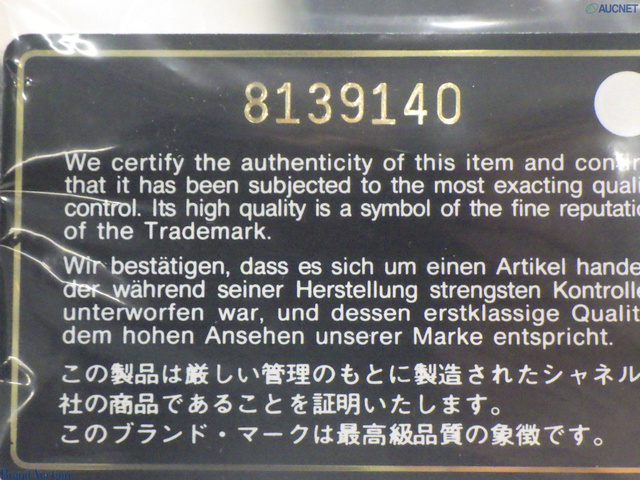 AUCNET
8139140
We certify the authenticity of this item and
that it has been subjected to the most exacting
control. Its high quality is a symbol of the fine
of the Trademark.
Wir bestätigen, dass es sich um einen Artikel
der während seiner Herstellung strengsten
unterworfen war, und dessen erstklassige
dem hohen Ansehen unserer Marke entspricht.
この製品は厳しい管理のもとに製造されたシャネル
社の商品であることを証明いたします。
このブランド・マークは最高級品質の象徴です。